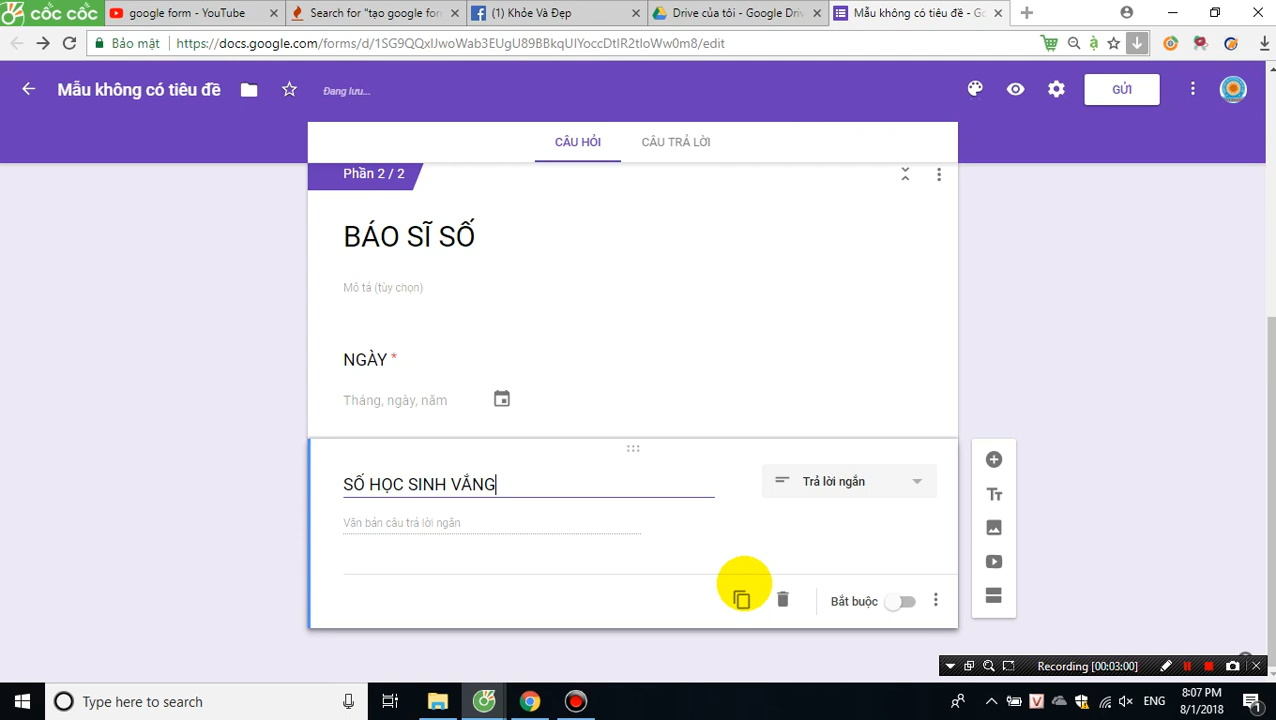 cốc cốc
google form - YouTube
Search for "tạo google for
(1) Khỏe Và Đẹp
Drive của tôi - Google Driv
Mẫu không có tiêu đề - Go
Bảo mật
https://docs.google.com/forms/d/1SG9QQxlJwoWab3EUgU89BBkqUIYoccDtIR2tIoWw0m8/edit
Mẫu không có tiêu đề
Đang lưu...
GỬI
CÂU HỎI
CÂU TRẢ LỜI
Phần 2 / 2
BÁO SĨ SỐ
Mô tả (tùy chọn)
NGÀY *
Tháng, ngày, năm
SỐ HỌC SINH VẮNG
Trả lời ngắn
Văn bản câu trả lời ngắn
Bắt buộc
Recording [00:03:00]
Type here to search
ENG
8:07 PM
8/1/2018